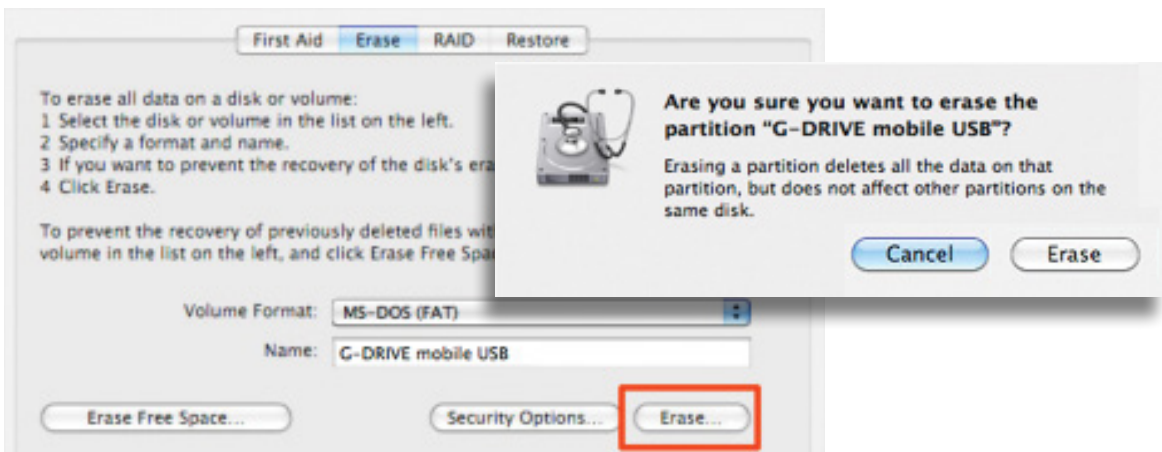 First Aid Erase RAID Restore
To erase all data on a disk or volume:
1 Select the disk or volume in the list on the left.
2 Specify a format and name.
3 If you want to prevent the recovery of the disk's era
4 Click Erase.
To prevent the recovery of previously deleted files wit
volume in the list on the left, and click Erase Free Spa
Volume Format: MS-DOS (FAT)
Name: G-DRIVE mobile USB
Erase Free Space... Security Options... Erase...
Are you sure you want to erase the
partition “G-DRIVE mobile USB”?
Erasing a partition deletes all the data on that
partition, but does not affect other partitions on the
same disk.
Cancel Erase